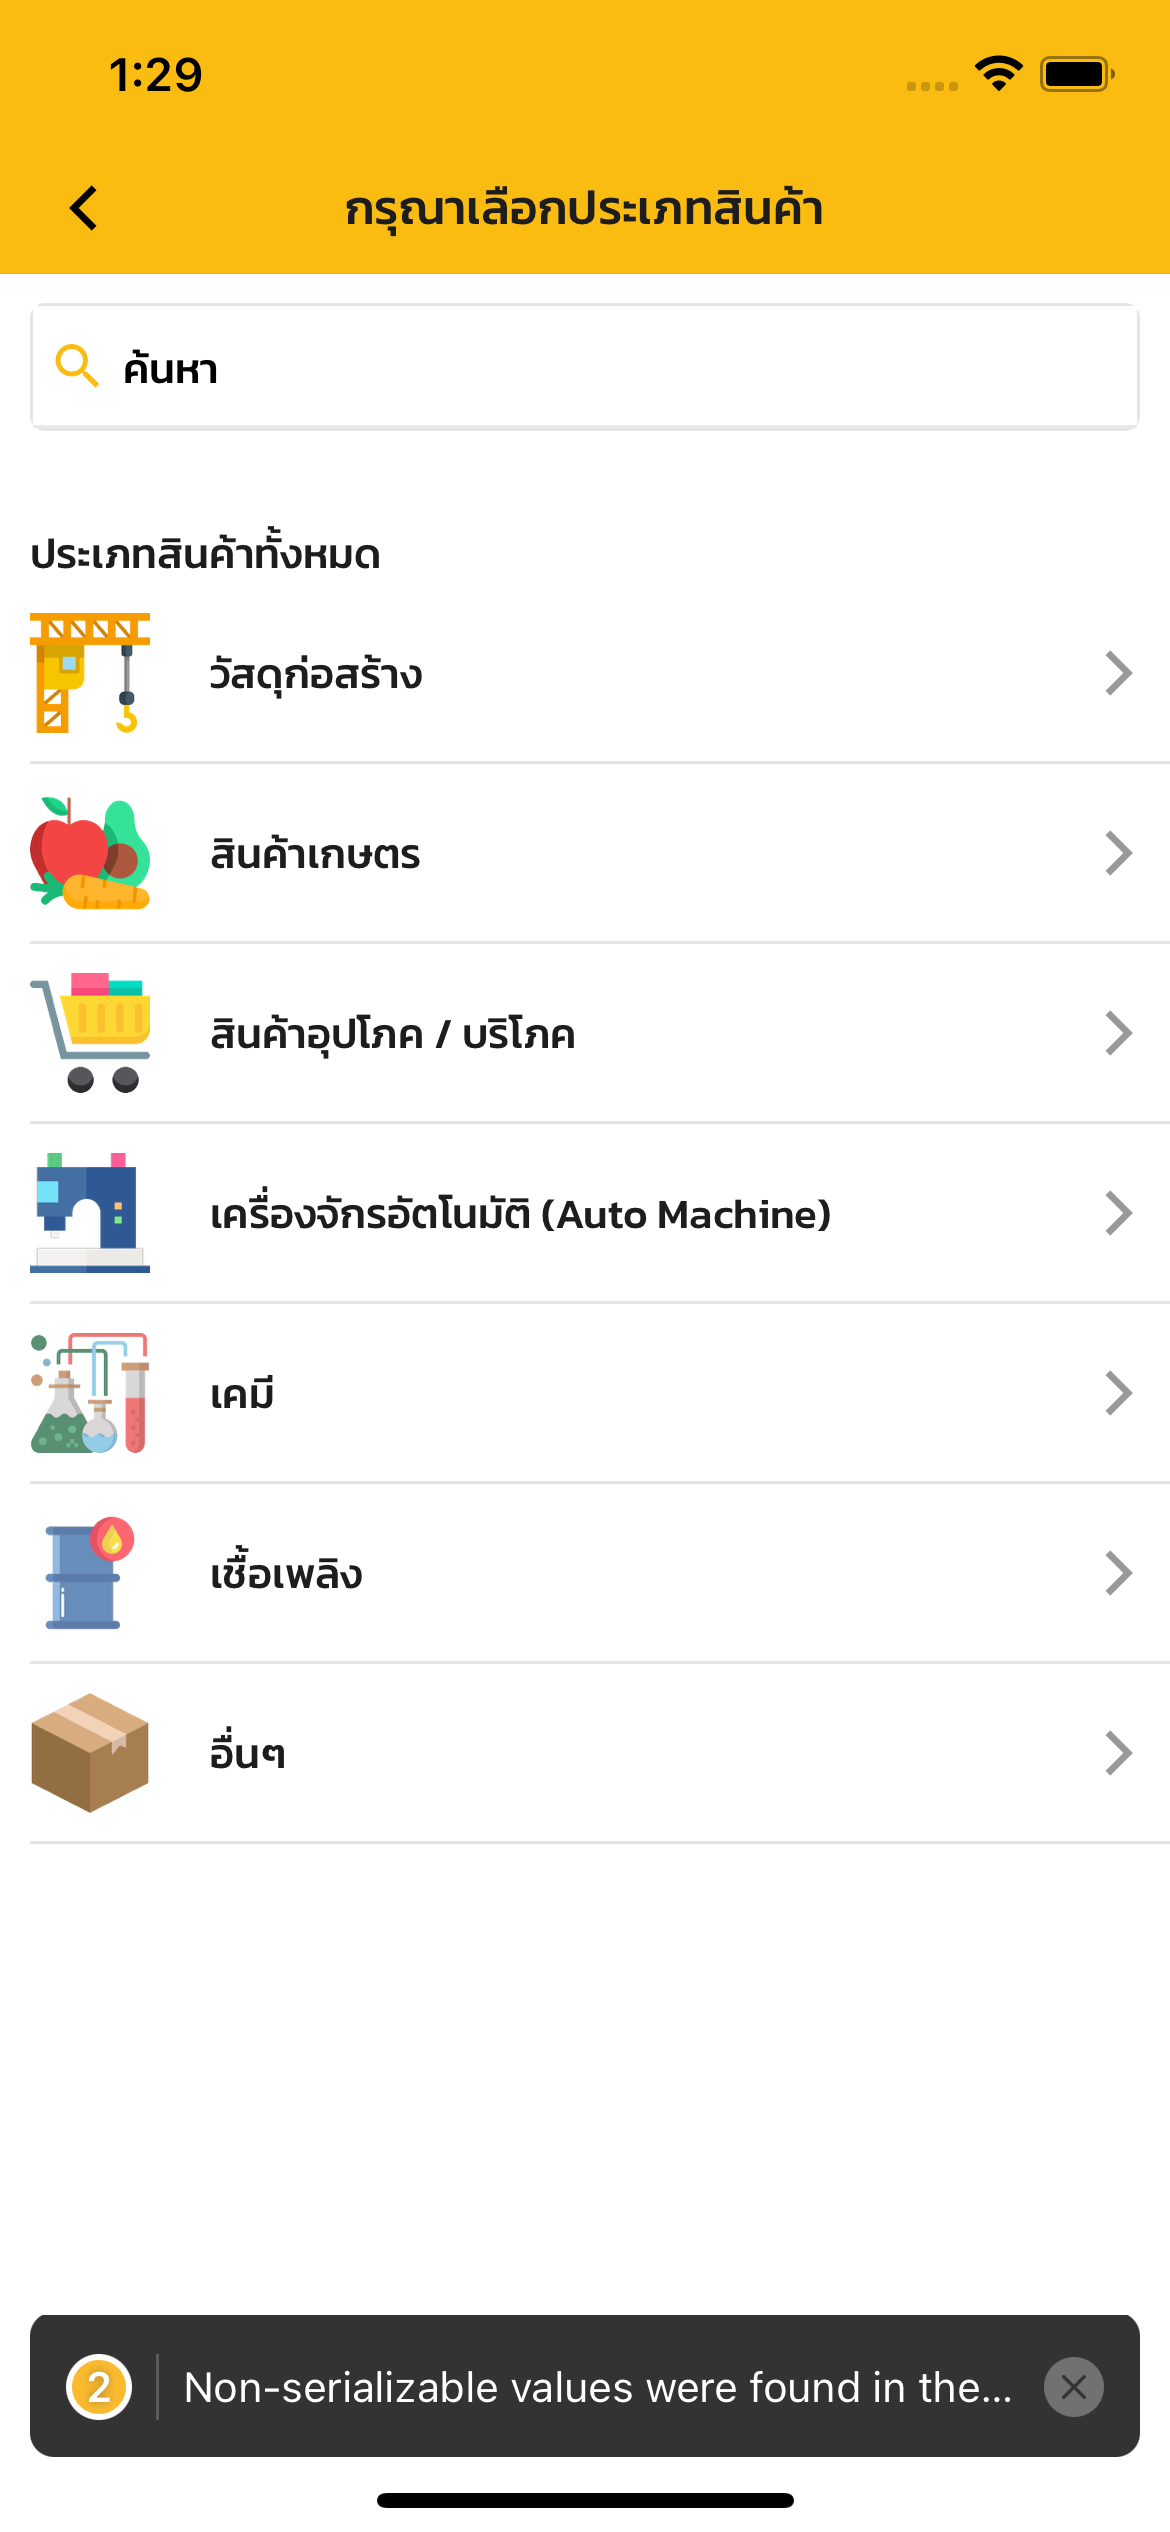 1:29
กรุณาเลือกประเภทสินค้า
ค้นหา
ประเภทสินค้าทั้งหมด
วัสดุก่อสร้าง
สินค้าเกษตร
สินค้าอุปโภค / บริโภค
เครื่องจักรอัตโนมัติ (Auto Machine)
เคมี
เชื้อเพลิง
อื่นๆ
2 Non-serializable values were found in the...